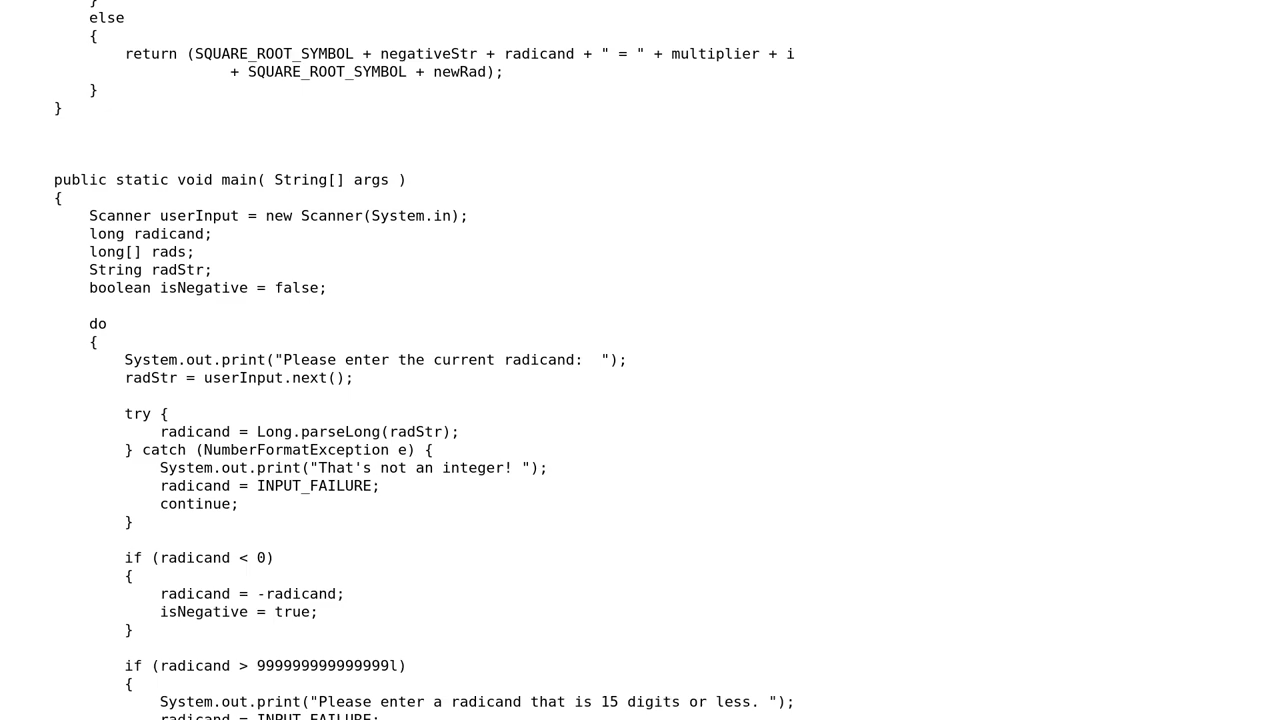 }
else
{
return (SQUARE_ROOT_SYMBOL + negativeStr + radicand + " = " + multiplier + i
+ SQUARE_ROOT_SYMBOL + newRad);
}
}
public static void main( String[] args )
{
Scanner userInput = new Scanner(System.in);
long radicand;
long[] rads;
String radStr;
boolean isNegative = false;
do
{
System.out.print("Please enter the current radicand:  ");
radStr = userInput.next();
try {
radicand = Long.parseLong(radStr);
} catch (NumberFormatException e) {
System.out.print("That's not an integer! ");
radicand = INPUT_FAILURE;
continue;
}
if (radicand < 0)
{
radicand = -radicand;
isNegative = true;
}
if (radicand > 999999999999999l)
{
System.out.print("Please enter a radicand that is 15 digits or less. ");
radicand = INPUT_FAILURE;